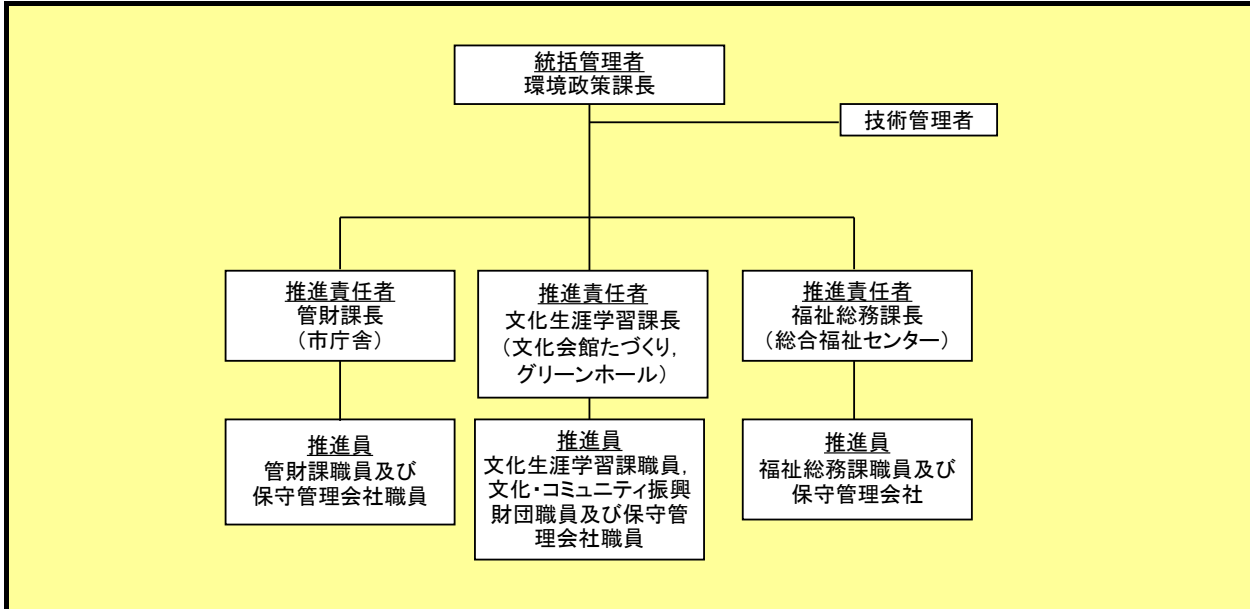 統括管理者
環境政策課長
技術管理者
推進責任者
管財課長
（市庁舎）
推進責任者
文化生涯学習課長
（文化会館たづくり，
グリーンホール）
推進責任者
福祉総務課長
（総合福祉センター）
推進員
管財課職員及び
保守管理会社職員
推進員
文化生涯学習課職員，
文化・コミュニティ振興
財団職員及び保守管
理会社職員
推進員
福祉総務課職員及び
保守管理会社